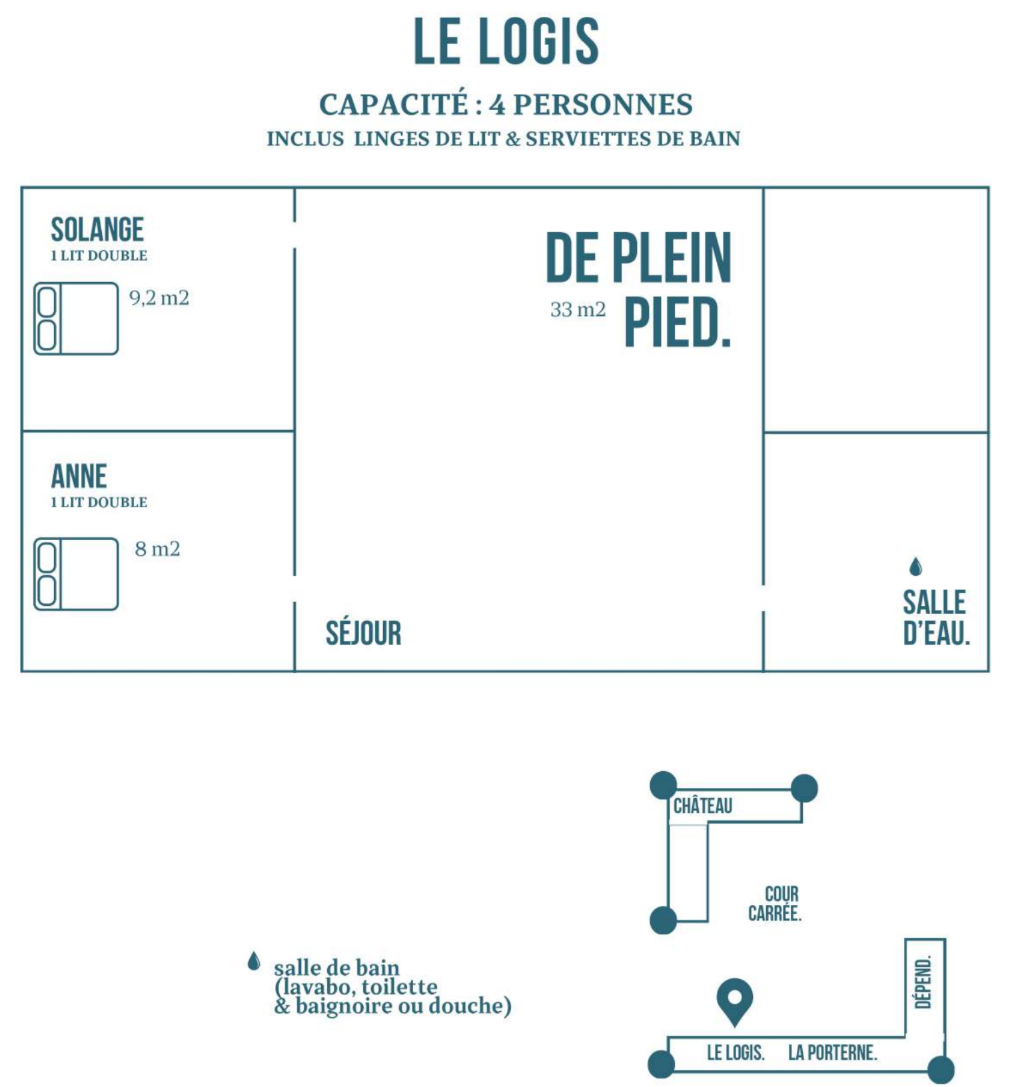 LE LOGIS
CAPACITÉ : 4 PERSONNES
INCLUS LINGES DE LIT & SERVIETTES DE BAIN
SOLANGE
1 LIT DOUBLE
9,2 m2
DE PLEIN
33 m2 PIED.
ANNE
1 LIT DOUBLE
8 m2
SÉJOUR
SALLE
D'EAU.
CHÂTEAU
COUR
CARRÉE.
salle de bain
(lavabo, toilette
& baignoire ou douche)
DÉPEND.
LE LOGIS. LA PORTERNE.